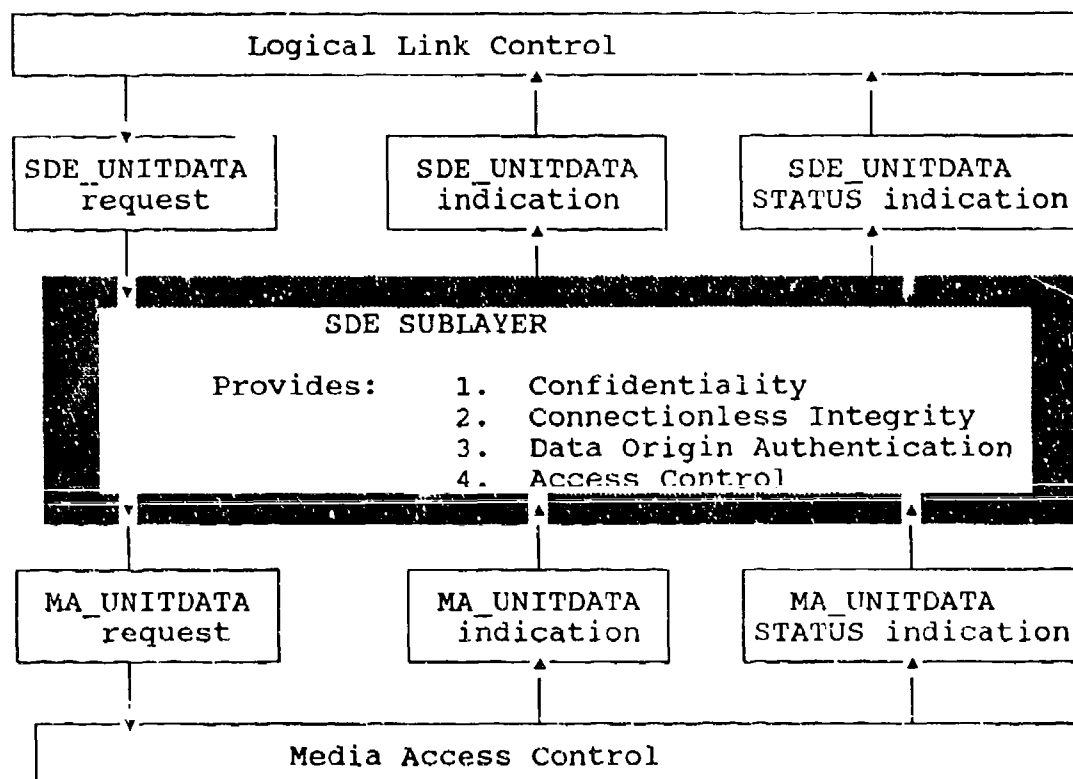 Logical Link Control
SDE_UNITDATA
request
SDE_UNITDATA
indication
SDE_UNITDATA
STATUS indication
SDE SUBLAYER
Provides: 1. Confidentiality
2. Connectionless Integrity
3. Data Origin Authentication
4. Access Control
MA_UNITDATA
request
MA_UNITDATA
indication
MA_UNITDATA
STATUS indication
Media Access Control